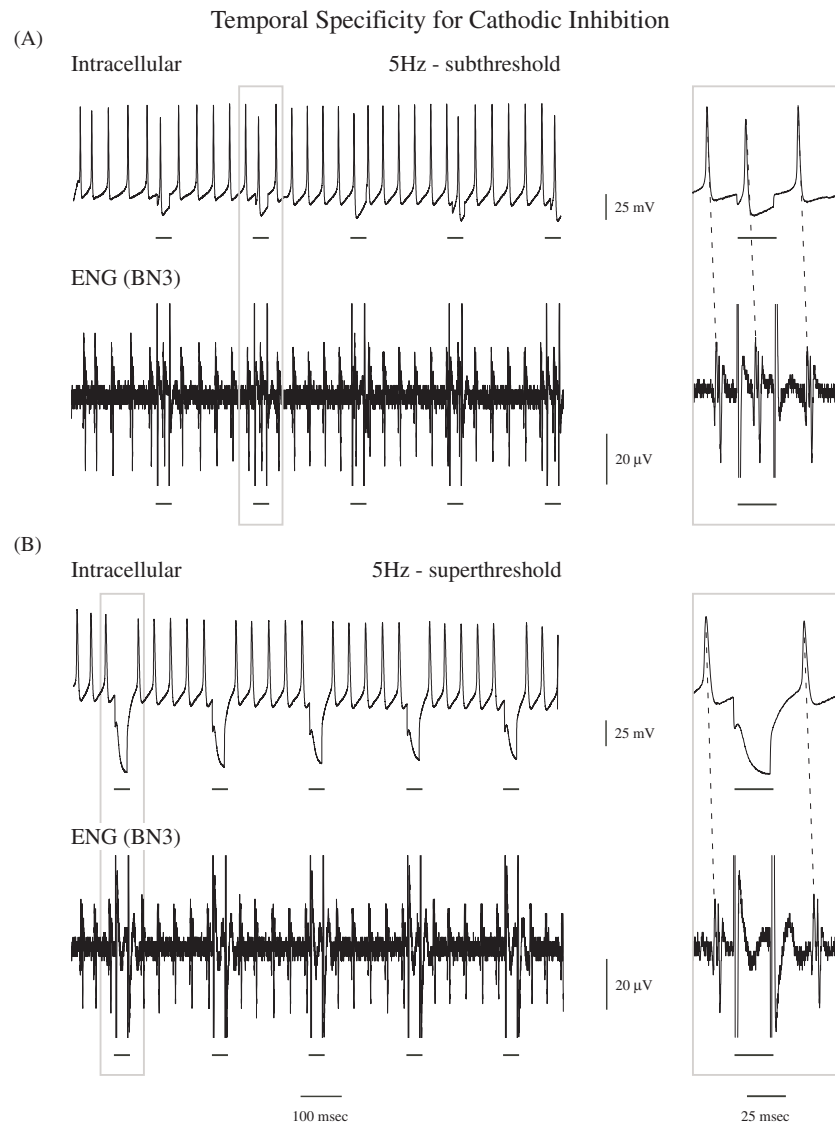 Temporal Specificity for Cathodic Inhibition
(A)
Intracellular
5Hz - subthreshold
25 mV
ENG (BN3)
20 µV
(B)
Intracellular
5Hz - superthreshold
25 mV
ENG (BN3)
20 µV
100 msec
25 msec